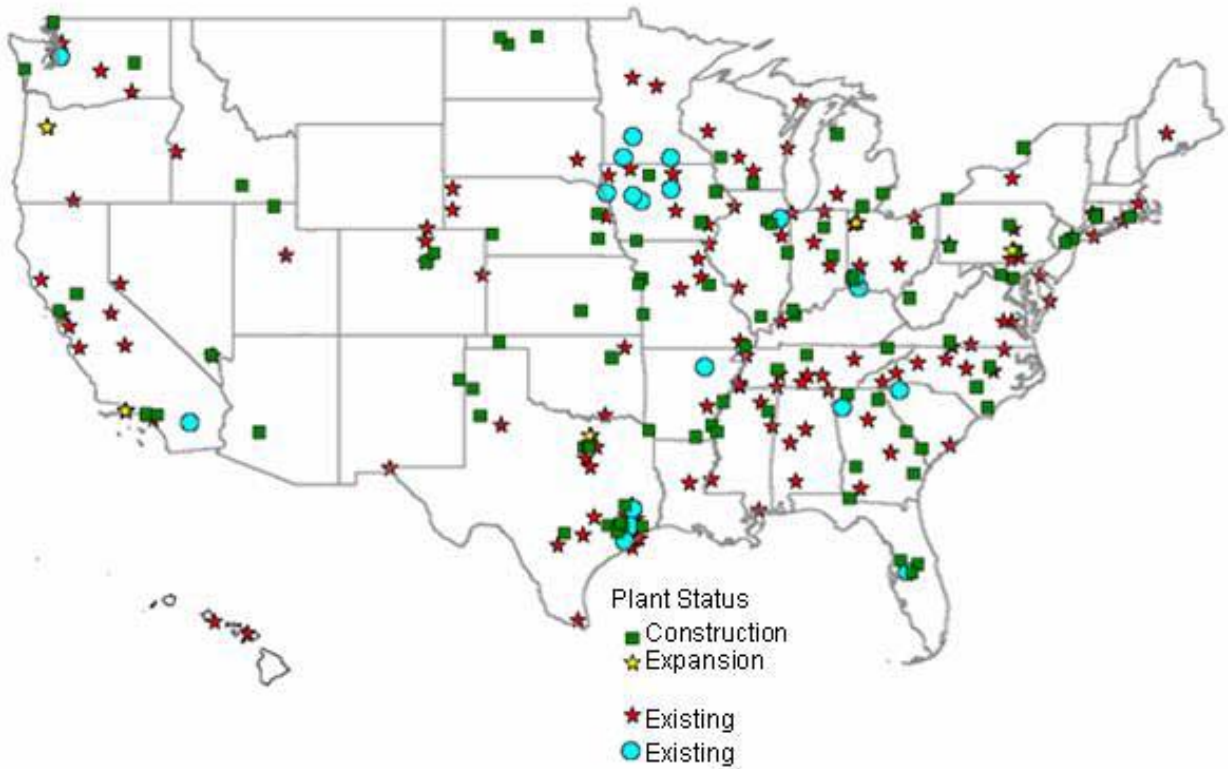 Plant Status
Construction
Expansion
Existing
Existing